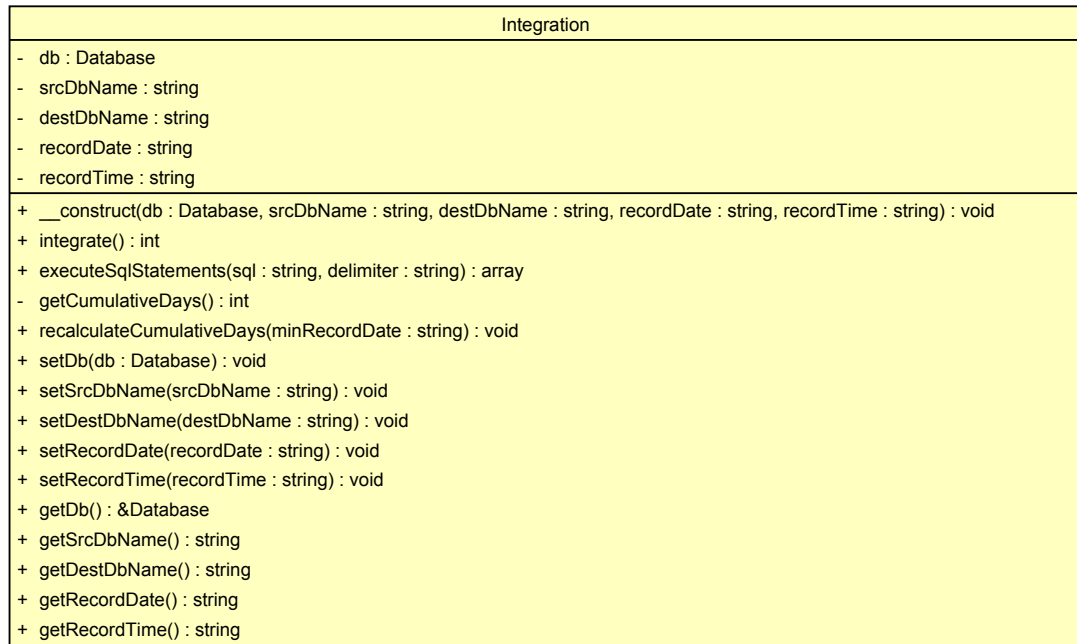 Integration
- db : Database
- srcDbName : string
- destDbName : string
- recordDate : string
- recordTime : string
+ __construct(db : Database, srcDbName : string, destDbName : string, recordDate : string, recordTime : string) : void
+ integrate() : int
+ executeSqlStatements(sql : string, delimiter : string) : array
- getCumulativeDays() : int
+ recalculateCumulativeDays(minRecordDate : string) : void
+ setDb(db : Database) : void
+ setSrcDbName(srcDbName : string) : void
+ setDestDbName(destDbName : string) : void
+ setRecordDate(recordDate : string) : void
+ setRecordTime(recordTime : string) : void
+ getDb() : &Database
+ getSrcDbName() : string
+ getDestDbName() : string
+ getRecordDate() : string
+ getRecordTime() : string